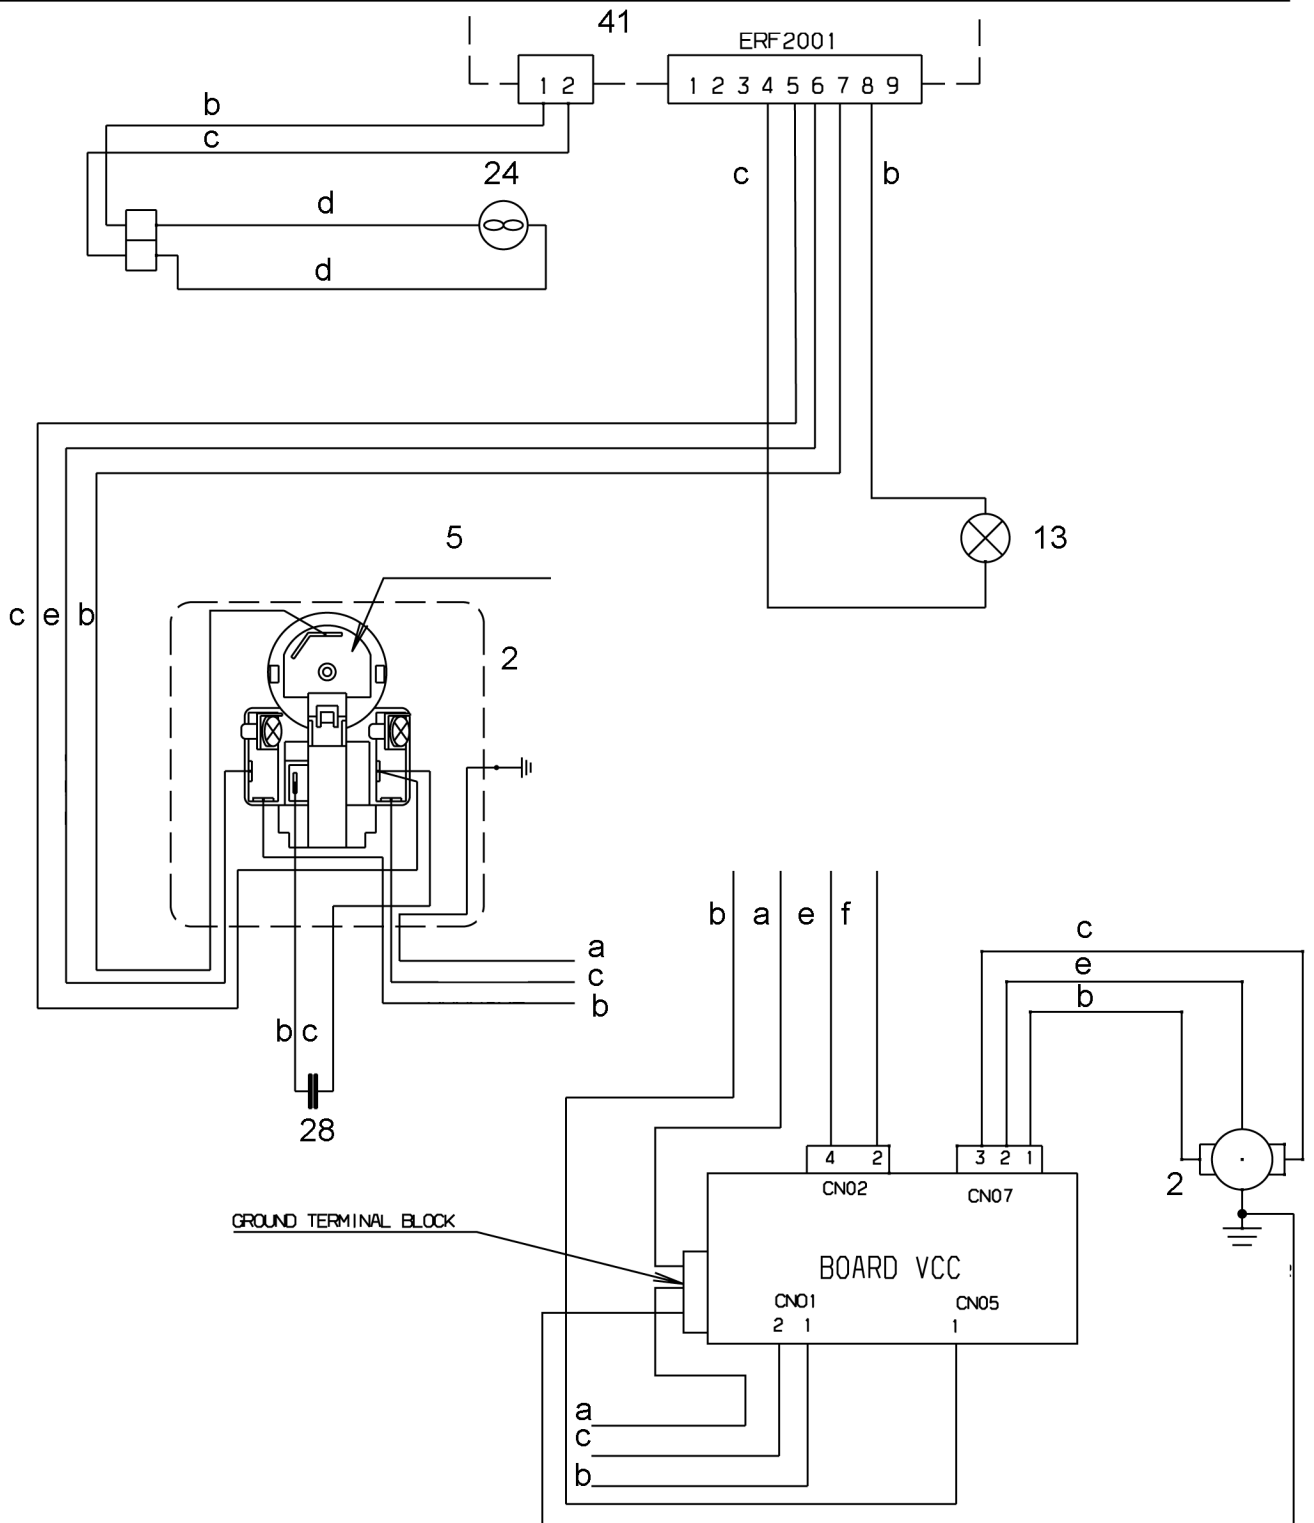 41
ERF2001
1 2
1 2 3 4 5 6 7 8 9
b
c
24
c
b
d
d
13
5
c e b
2
b a e f
c
a
e
c
b
b
b c
28
4 2
3 2 1
CN02
CN07
2
GROUND TERMINAL BLOCK
BOARD VCC
CN01
CN05
2 1
1
a
c
b